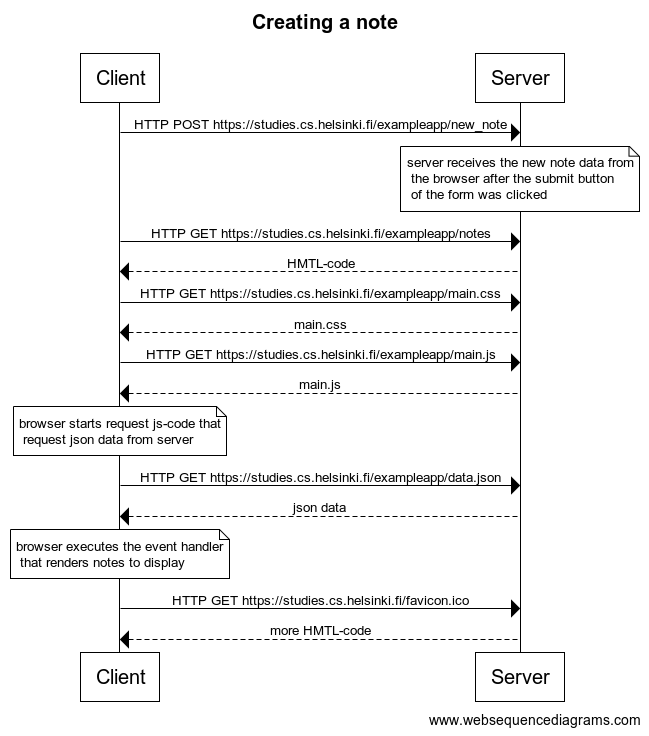 Creating a note
Client
Server
HTTP POST https://studies.cs.helsinki.fi/exampleapp/new_note
server receives the new note data from
the browser after the submit button
of the form was clicked
HTTP GET https://studies.cs.helsinki.fi/exampleapp/notes
HMTL-code
HTTP GET https://studies.cs.helsinki.fi/exampleapp/main.css
main.css
HTTP GET https://studies.cs.helsinki.fi/exampleapp/main.js
main.js
browser starts request js-code that
request json data from server
HTTP GET https://studies.cs.helsinki.fi/exampleapp/data.json
json data
browser executes the event handler
that renders notes to display
HTTP GET https://studies.cs.helsinki.fi/favicon.ico
more HMTL-code
Client
Server
www.websequencediagrams.com